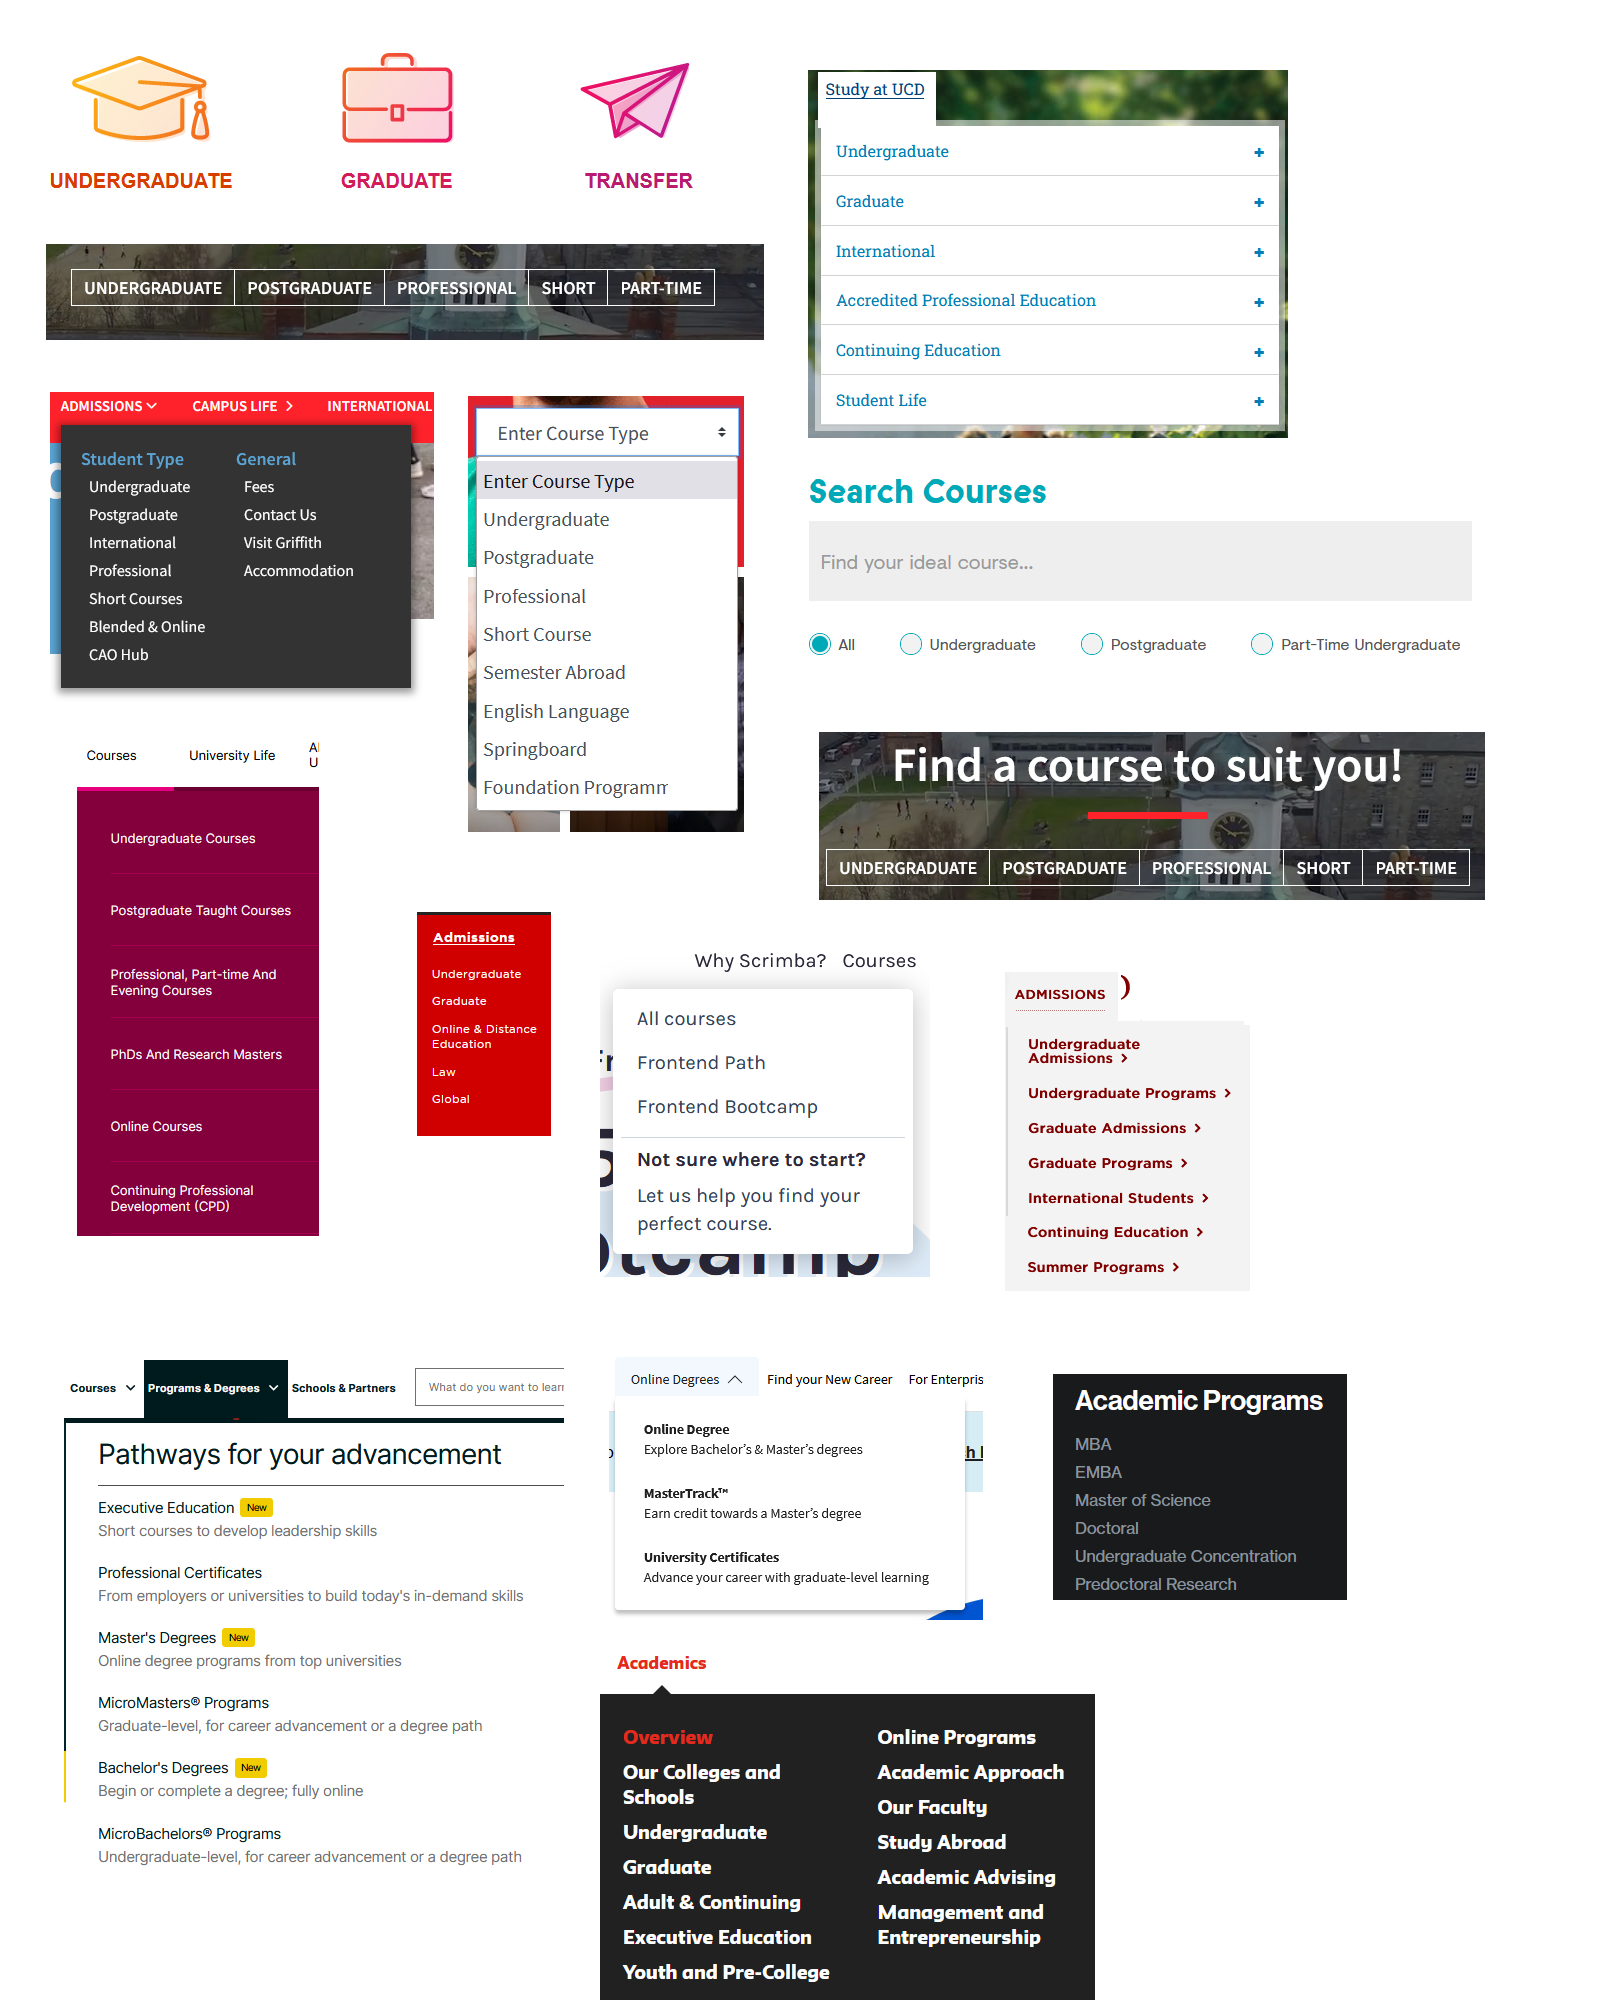 UNDERGRADUATE
GRADUATE
TRANSFER
Study at UCD
Undergraduate +
Graduate +
International +
Accredited Professional Education +
Continuing Education +
Student Life +
UNDERGRADUATE POSTGRADUATE PROFESSIONAL SHORT PART-TIME
ADMISSIONS CAMPUS LIFE INTERNATIONAL
Student Type
Undergraduate
Postgraduate
International
Professional
Short Courses
Blended & Online
CAO Hub
General
Fees
Contact Us
Visit Griffith
Accommodation
Enter Course Type
Enter Course Type
Undergraduate
Postgraduate
Professional
Short Course
Semester Abroad
English Language
Springboard
Foundation Programm
Search Courses
Find your ideal course...
All Undergraduate Postgraduate Part-Time Undergraduate
Find a course to suit you!
UNDERGRADUATE POSTGRADUATE PROFESSIONAL SHORT PART-TIME
Courses University Life
Undergraduate Courses
Postgraduate Taught Courses
Professional, Part-time And
Evening Courses
PhDs And Research Masters
Online Courses
Continuing Professional
Development (CPD)
Admissions
Undergraduate
Graduate
Online & Distance
Education
Law
Global
Why Scrimba? Courses
All courses
Frontend Path
Frontend Bootcamp
Not sure where to start?
Let us help you find your
perfect course.
ADMISSIONS
Undergraduate
Admissions
Undergraduate Programs
Graduate Admissions
Graduate Programs
International Students
Continuing Education
Summer Programs
Courses Programs & Degrees Schools & Partners What do you want to lear
Pathways for your advancement
Executive Education New
Short courses to develop leadership skills
Professional Certificates
From employers or universities to build today's in-demand skills
Master's Degrees New
Online degree programs from top universities
MicroMasters® Programs
Graduate-level, for career advancement or a degree path
Bachelor's Degrees New
Begin or complete a degree; fully online
MicroBachelors® Programs
Undergraduate-level, for career advancement or a degree path
Online Degrees Find your New Career For Enterpris
Online Degree
Explore Bachelor's & Master's degrees
MasterTrack™
Earn credit towards a Master's degree
University Certificates
Advance your career with graduate-level learning
Academic Programs
MBA
EMBA
Master of Science
Doctoral
Undergraduate Concentration
Predoctoral Research
Academics
Overview
Our Colleges and
Schools
Undergraduate
Graduate
Adult & Continuing
Executive Education
Youth and Pre-College
Online Programs
Academic Approach
Our Faculty
Study Abroad
Academic Advising
Management and
Entrepreneurship